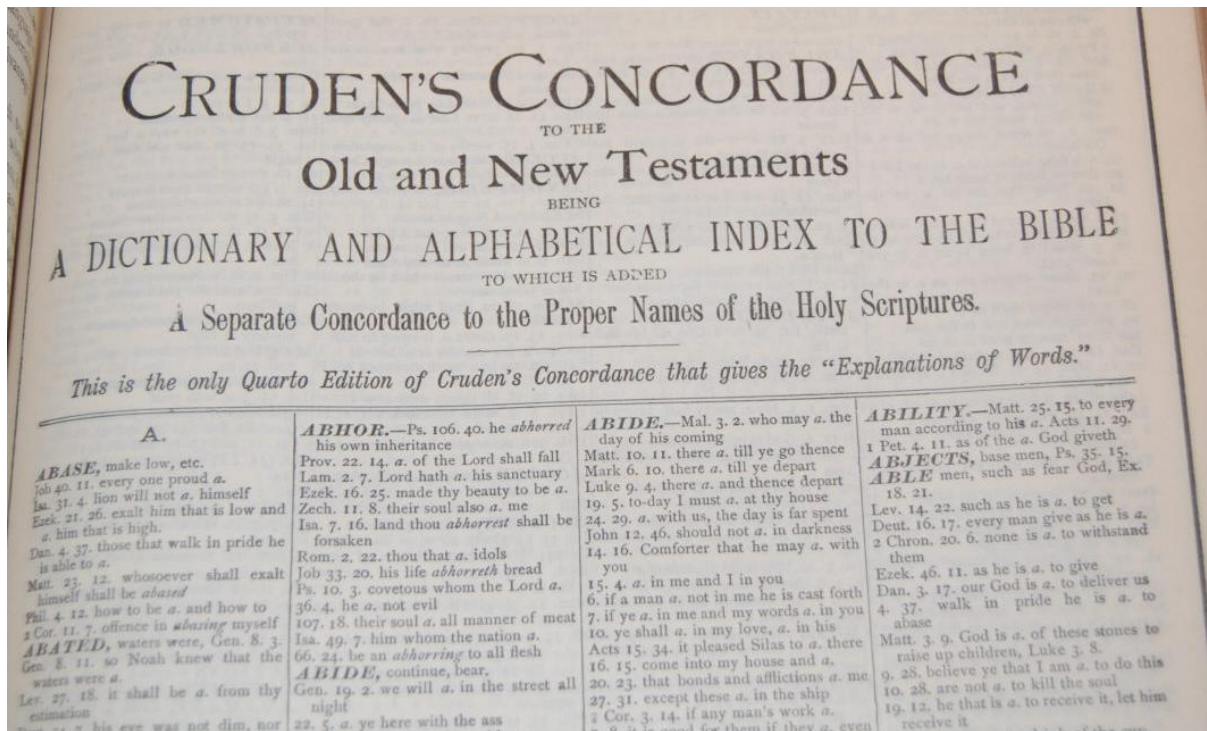 CRUDEN'S CONCORDANCE
TO THE
Old and New Testaments
BEING
A DICTIONARY AND ALPHABETICAL INDEX TO THE BIBLE
TO WHICH IS ADDED
A Separate Concordance to the Proper Names of the Holy Scriptures.
This is the only Quarto Edition of Cruden's Concordance that gives the "Explanations of Words."
A.
ABASE, make low, etc.
Job 40. 11. every one proud a.
Isa. 31. 4. lion will not a. himself
Ezek. 21. 26. exalt him that is low and
a. him that is high.
Dan. 4. 37. those that walk in pride he
is able to a.
Matt. 23. 12. whosoever shall exalt
himself shall be abased
Phil. 4. 12. how to be a. and how to
2 Cor. 11. 7. offence in abasing myself
ABATED, waters were, Gen. 8. 3.
Gen. 8. 11. so Noah knew that the
waters were a.
Lev. 27. 18. it shall be a. from thy
estimation
his eye was not dim, nor
ABHOR.—Ps. 106. 40. he abhorred
his own inheritance
Prov. 22. 14. a. of the Lord shall fall
Lam. 2. 7. Lord hath a. his sanctuary
Ezek. 16. 25. made thy beauty to be a.
Zech. 11. 8. their soul also a. me
Isa. 7. 16. land thou abhorrest shall be
forsaken
Rom. 2. 22. thou that a. idols
Job 33. 20. his life abhorreth bread
Ps. 10. 3. covetous whom the Lord a.
36. 4. he a. not evil
107. 18. their soul a. all manner of meat
Isa. 49. 7. him whom the nation a.
66. 24. be an abhorring to all flesh
ABIDE, continue, bear.
Gen. 19. 2. we will a. in the street all
night
22. 5. a. ye here with the ass
ABIDE.—Mal. 3. 2. who may a. the
day of his coming
Matt. 10. 11. there a. till ye go thence
Mark 6. 10. there a. till ye depart
Luke 9. 4. there a. and thence depart
19. 5. to-day I must a. at thy house
24. 29. a. with us, the day is far spent
John 12. 46. should not a. in darkness
14. 16. Comforter that he may a. with
you
15. 4. a. in me and I in you
6. if a man a. not in me he is cast forth
7. if ye a. in me and my words a. in you
10. ye shall a. in my love, a. in his
Acts 15. 34. it pleased Silas to a. there
16. 15. come into my house and a.
20. 23. that bonds and afflictions a. me
27. 31. except these a. in the ship
Cor. 3. 14. if any man's work a.
it is good for them if they a. even
ABILITY.—Matt. 25. 15. to every
man according to his a. Acts 11. 29.
1 Pet. 4. 11. as of the a. God giveth
ABJECTS, base men, Ps. 35. 15.
ABLE men, such as fear God, Ex.
18. 21.
Lev. 14. 22. such as he is a. to get
Deut. 16. 17. every man give as he is a.
2 Chron. 20. 6. none is a. to withstand
them
Ezek. 46. 11. as he is a. to give
Dan. 3. 17. our God is a. to deliver us
4. 37. walk in pride he is a. to
abase
Matt. 3. 9. God is a. of these stones to
raise up children, Luke 3. 8.
9. 28. believe ye that I am a. to do this
10. 28. are not a. to kill the soul
19. 12. he that is a. to receive it, let him
receive it